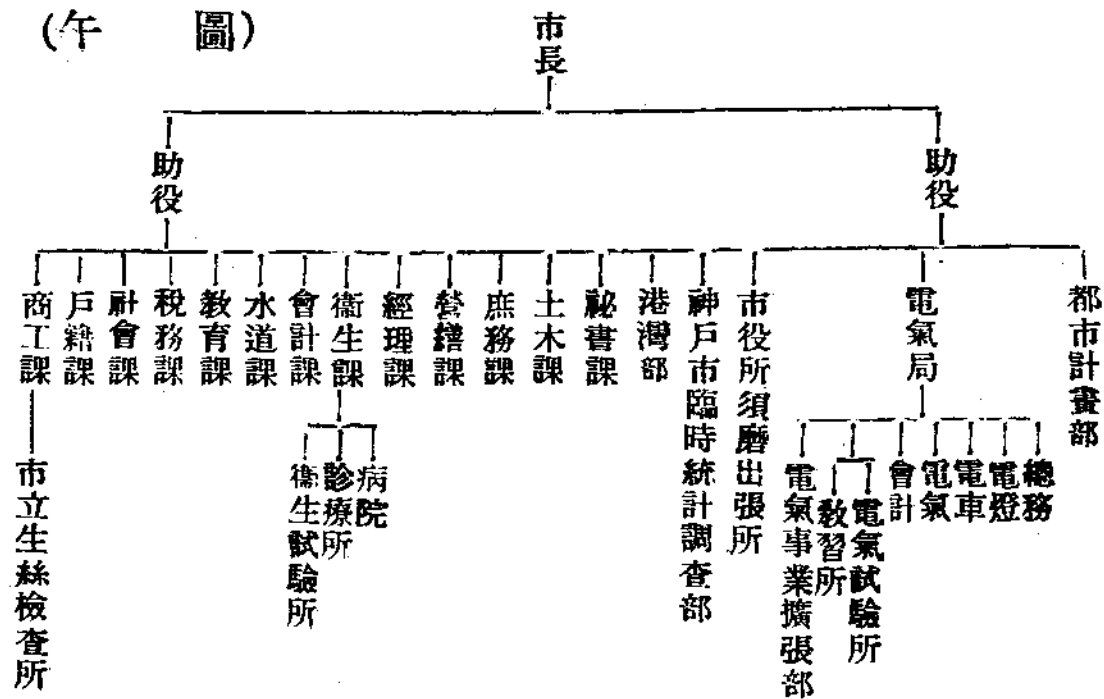 (午 圖)
市長
助役
助役
都市計畫部
電氣局
市役所須磨出張所
神戶市臨時統計調查部
港灣部
祕書課
土木課
庶務課
營繕課
經理課
衞生課
會計課
水道課
敎育課
稅務課
社會課
戶籍課
商工課
總務
電燈
電車
電氣
會計
電氣試驗所
敎習所
電氣事業擴張部
病院
診療所
衞生試驗所
市立生絲檢查所